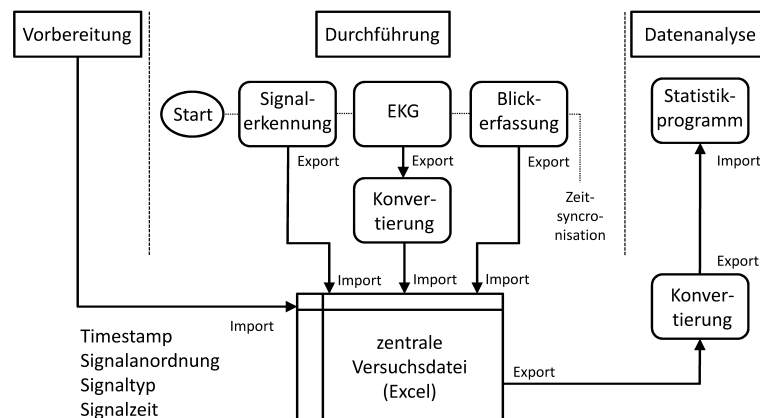 Vorbereitung
Durchführung
Datenanalyse
Start
Signal-
erkennung
EKG
Blick-
erfassung
Statistik-
programm
Export
Export
Export
Import
Konver-
tierung
Zeit-
syncro-
nisation
Export
Import
Import
Import
Konver-
tierung
Import
Timestamp
Signalanordnung
Signaltyp
Signalzeit
zentrale
Versuchsdatei
(Excel)
Export